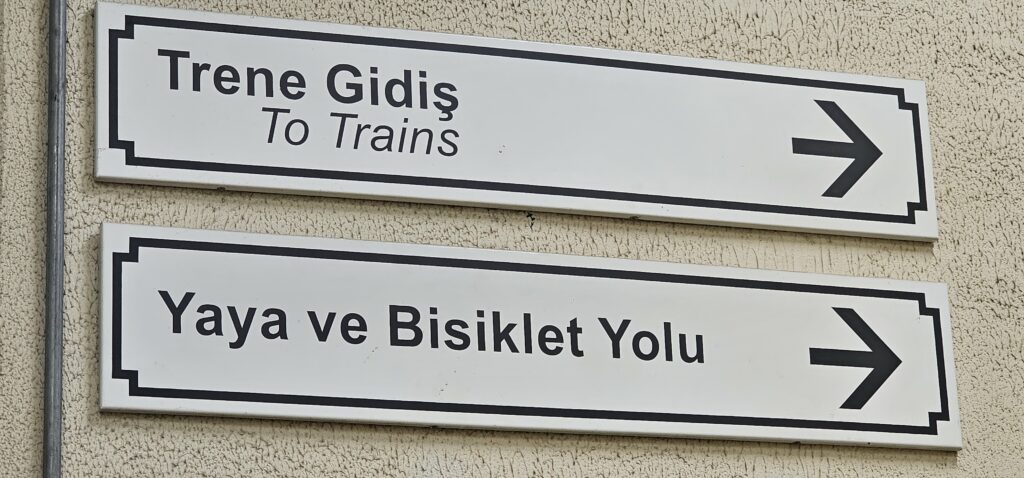 Trene Gidiş
To Trains
Yaya ve Bisiklet Yolu